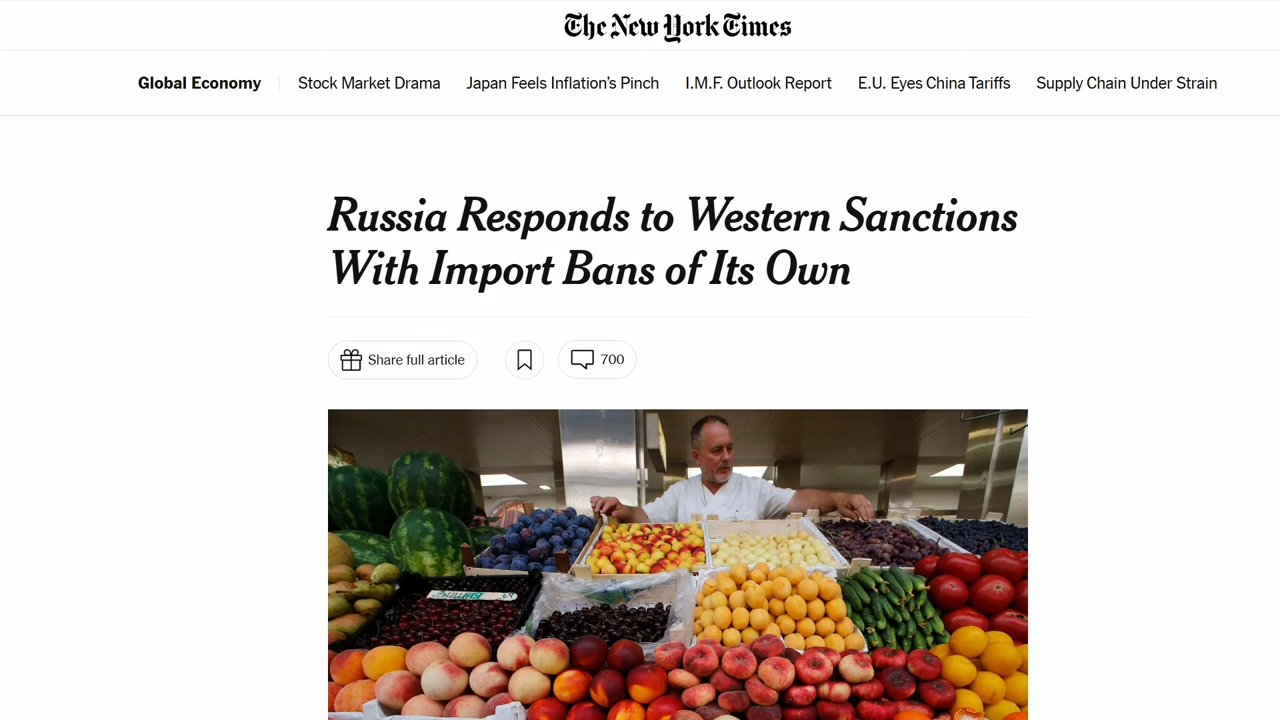 The New York Times
Global Economy
Stock Market Drama
Japan Feels Inflation's Pinch
I.M.F. Outlook Report
E.U. Eyes China Tariffs
Supply Chain Under Strain
Russia Responds to Western Sanctions
With Import Bans of Its Own
Share full article
700